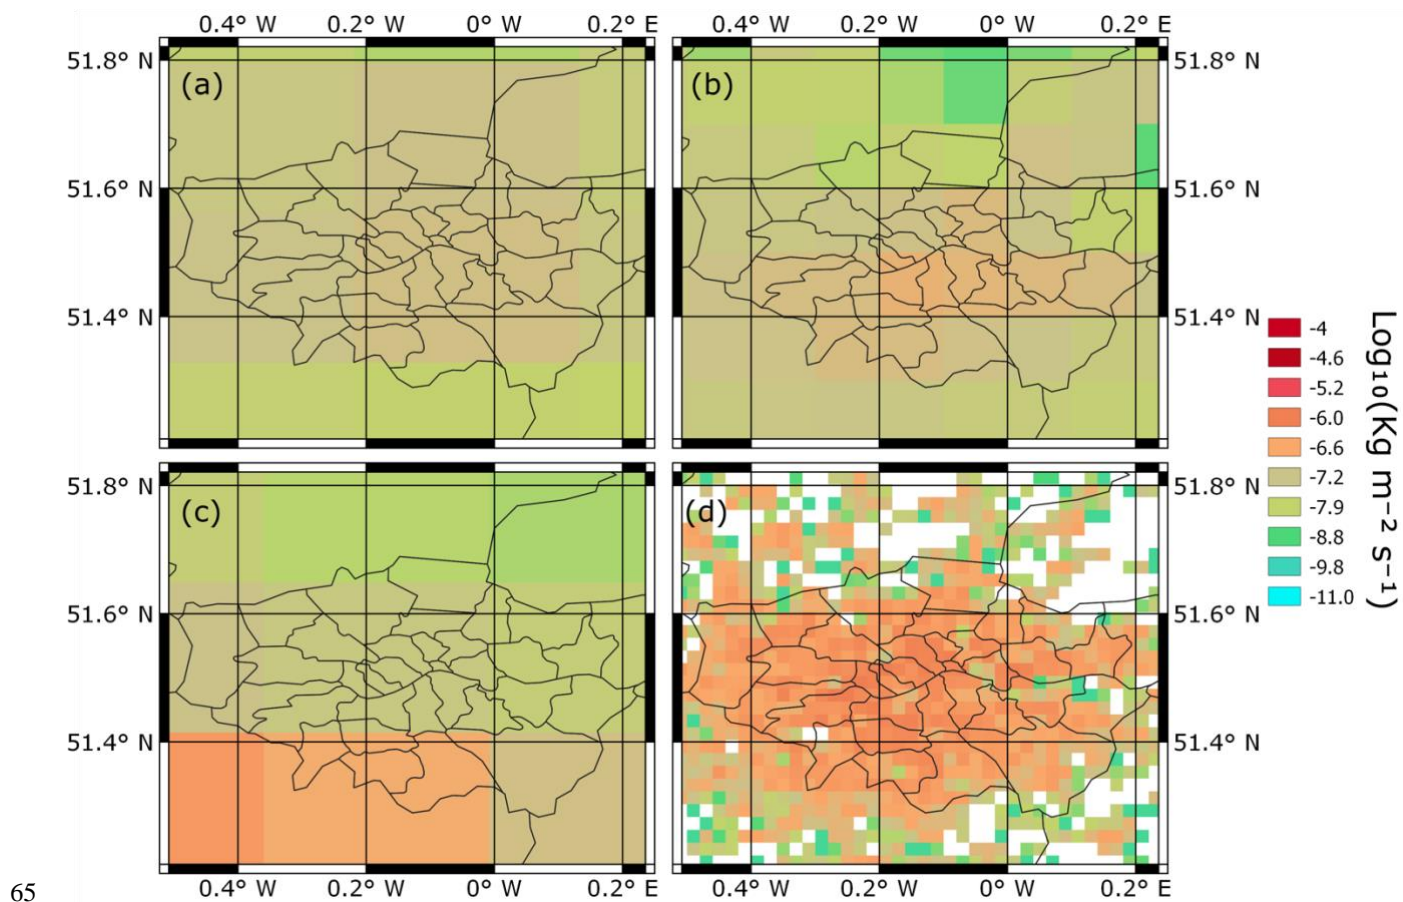 0.4° W 0.2° W 0° W 0.2° E 0.4° W 0.2° W 0° W 0.2° E
51.8° N 51.8° N
(a) (b)
51.6° N 51.6° N
51.4° N 51.4° N
51.8° N 51.8° N
(c) (d)
51.6° N 51.6° N
51.4° N 51.4° N
0.4° W 0.2° W 0° W 0.2° E 0.4° W 0.2° W 0° W 0.2° E
-4
-4.6
-5.2
-6.0
-6.6
-7.2
-7.9
-8.8
-9.8
-11.0
Log₁₀(Kg m⁻² s⁻¹)
65